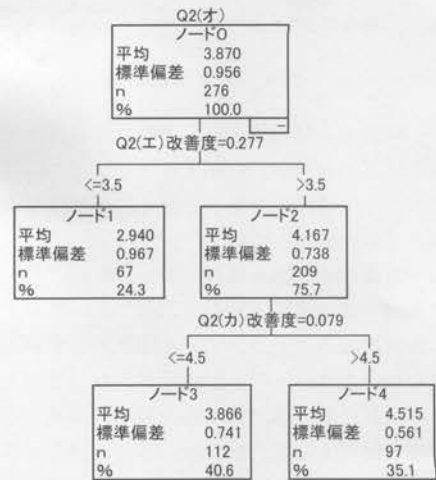 Q2(オ)
ノード0
平均 3.870
標準偏差 0.956
n 276
% 100.0
Q2(エ)改善度=0.277
<=3.5 >3.5
ノード1 ノード2
平均 2.940 平均 4.167
標準偏差 0.967 標準偏差 0.738
n 67 n 209
% 24.3 % 75.7
Q2(カ)改善度=0.079
<=4.5 >4.5
ノード3 ノード4
平均 3.866 平均 4.515
標準偏差 0.741 標準偏差 0.561
n 112 n 97
% 40.6 % 35.1